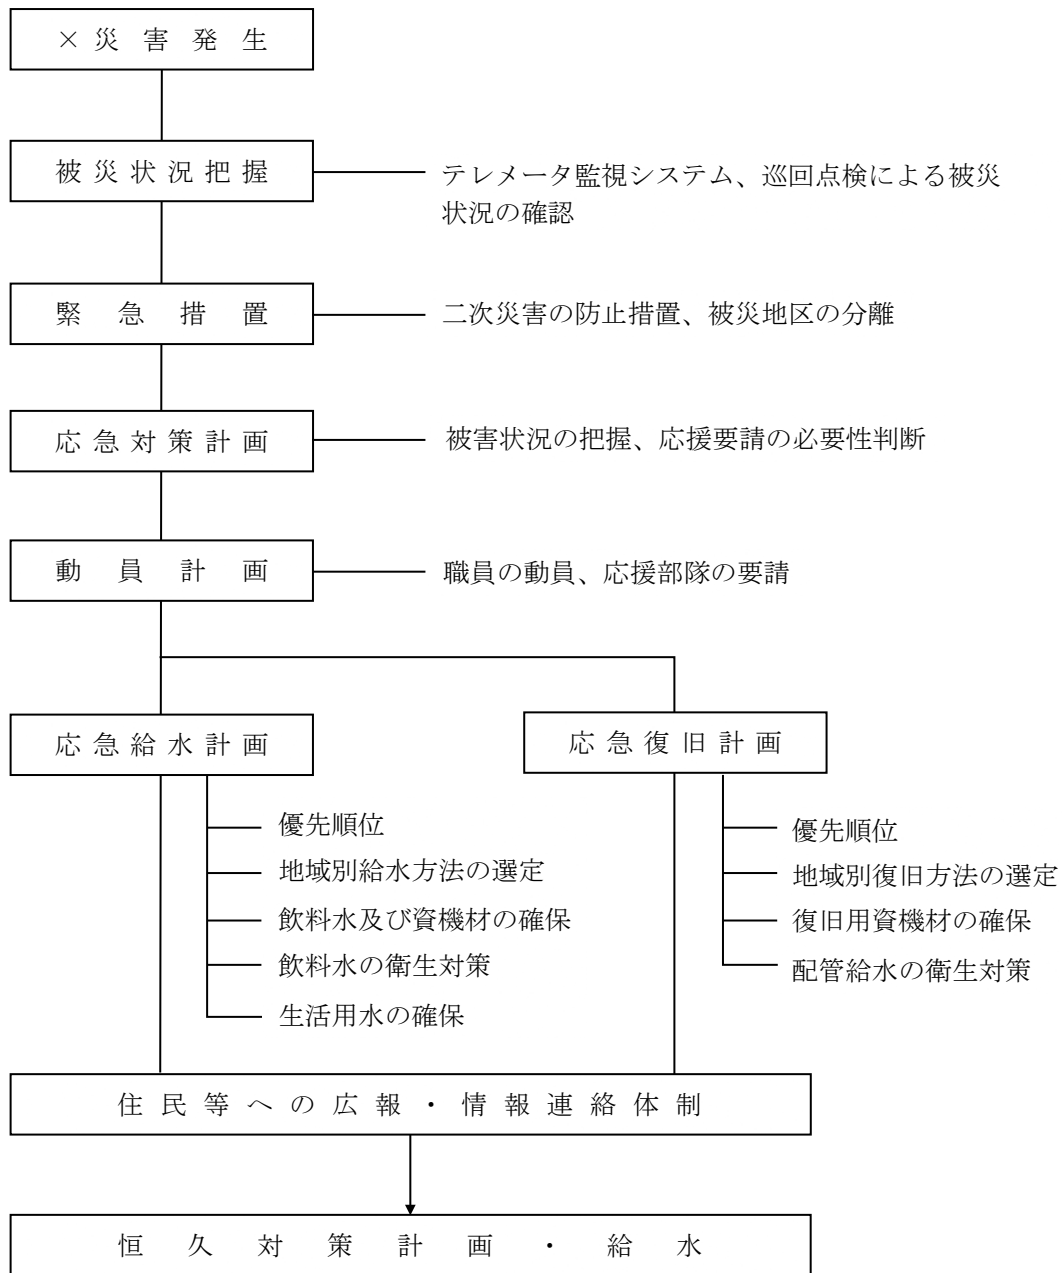 ×災害発生
被災状況把握
テレメータ監視システム、巡回点検による被災
状況の確認
緊急措置
二次災害の防止措置、被災地区の分離
応急対策計画
被害状況の把握、応援要請の必要性判断
動員計画
職員の動員、応援部隊の要請
応急給水計画
優先順位
地域別給水方法の選定
飲料水及び資機材の確保
飲料水の衛生対策
生活用水の確保
応急復旧計画
優先順位
地域別復旧方法の選定
復旧用資機材の確保
配管給水の衛生対策
住民等への広報・情報連絡体制
恒久対策計画・給水